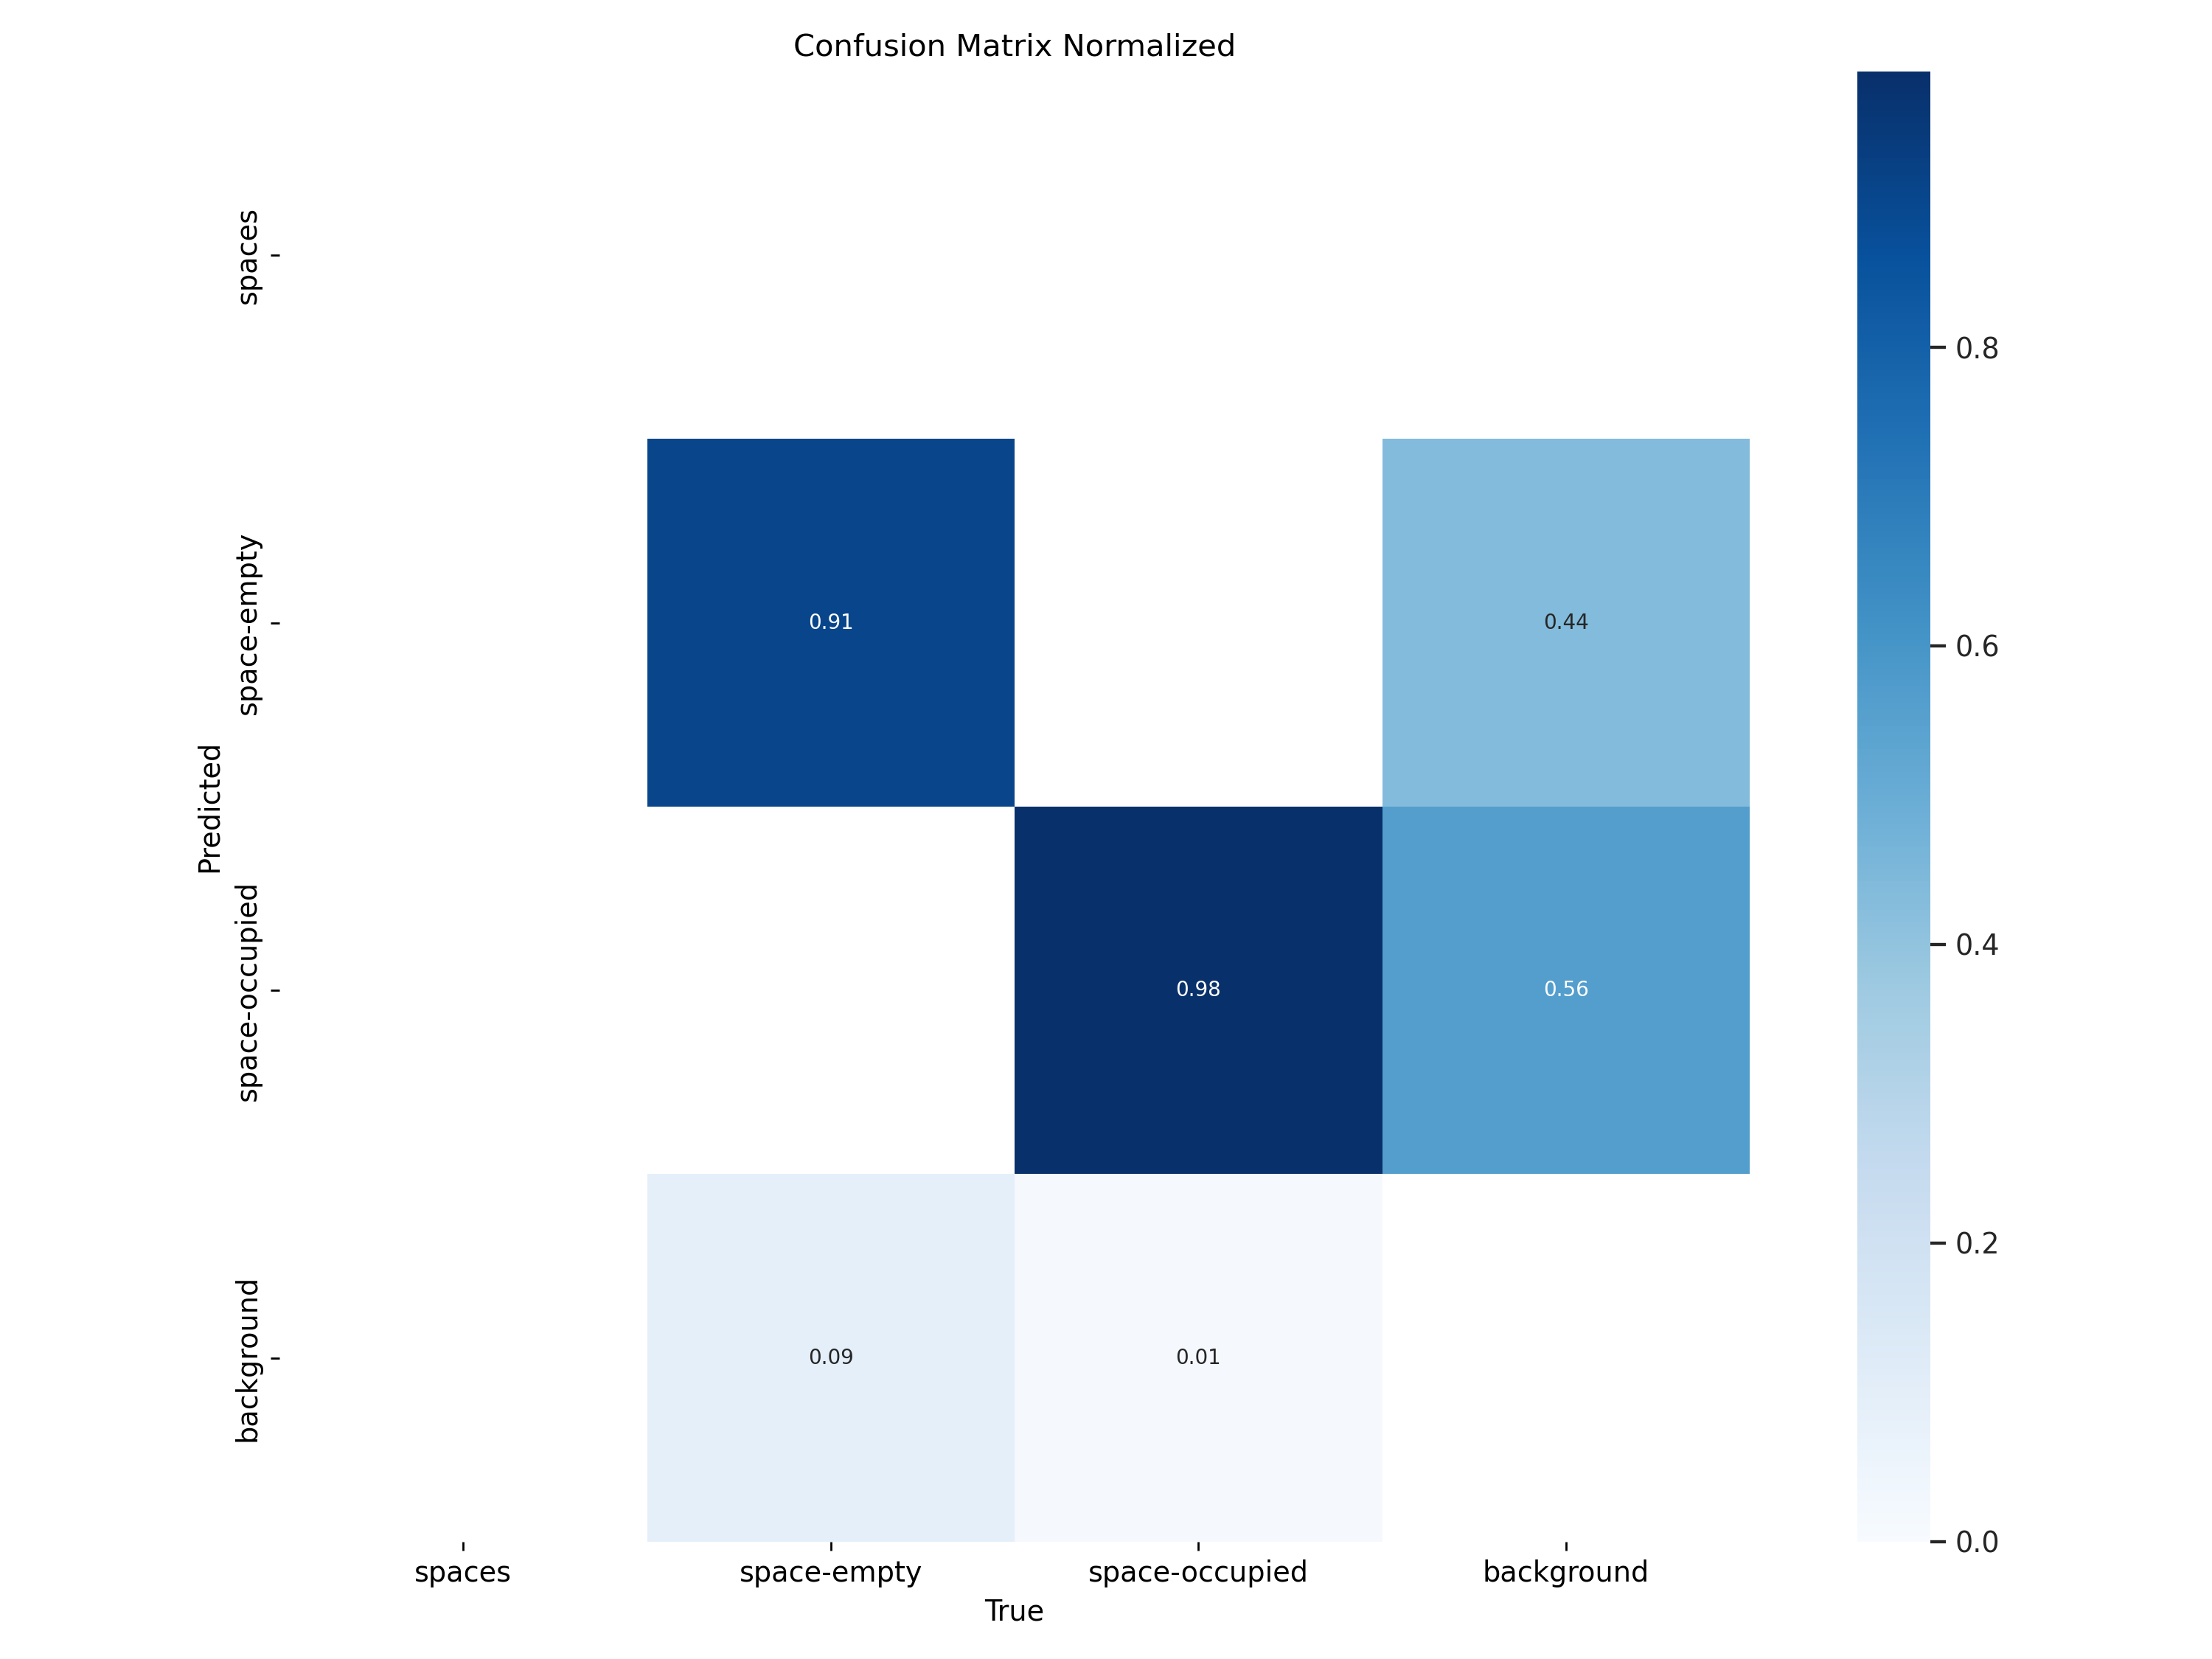 Confusion Matrix Normalized
spaces
space-empty
space-occupied
background
Predicted
0.91
0.44
0.98
0.56
0.09
0.01
spaces
space-empty
space-occupied
background
True
0.8
0.6
0.4
0.2
0.0